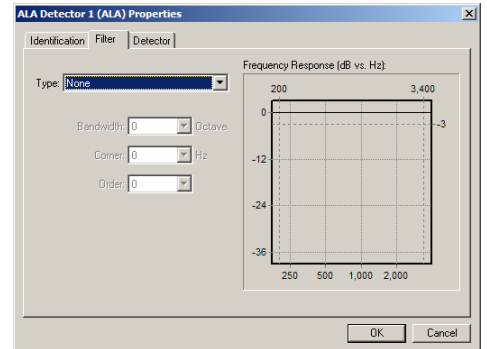 ALA Detector 1 (ALA) Properties
Identification Filter Detector
Type: None
Bandwidth: 0 Octave
Corner: 0 Hz
Order: 0
Frequency Response (dB vs. Hz):
200 3,400
0
-3
-12
-24
-36
250 500 1,000 2,000
OK Cancel